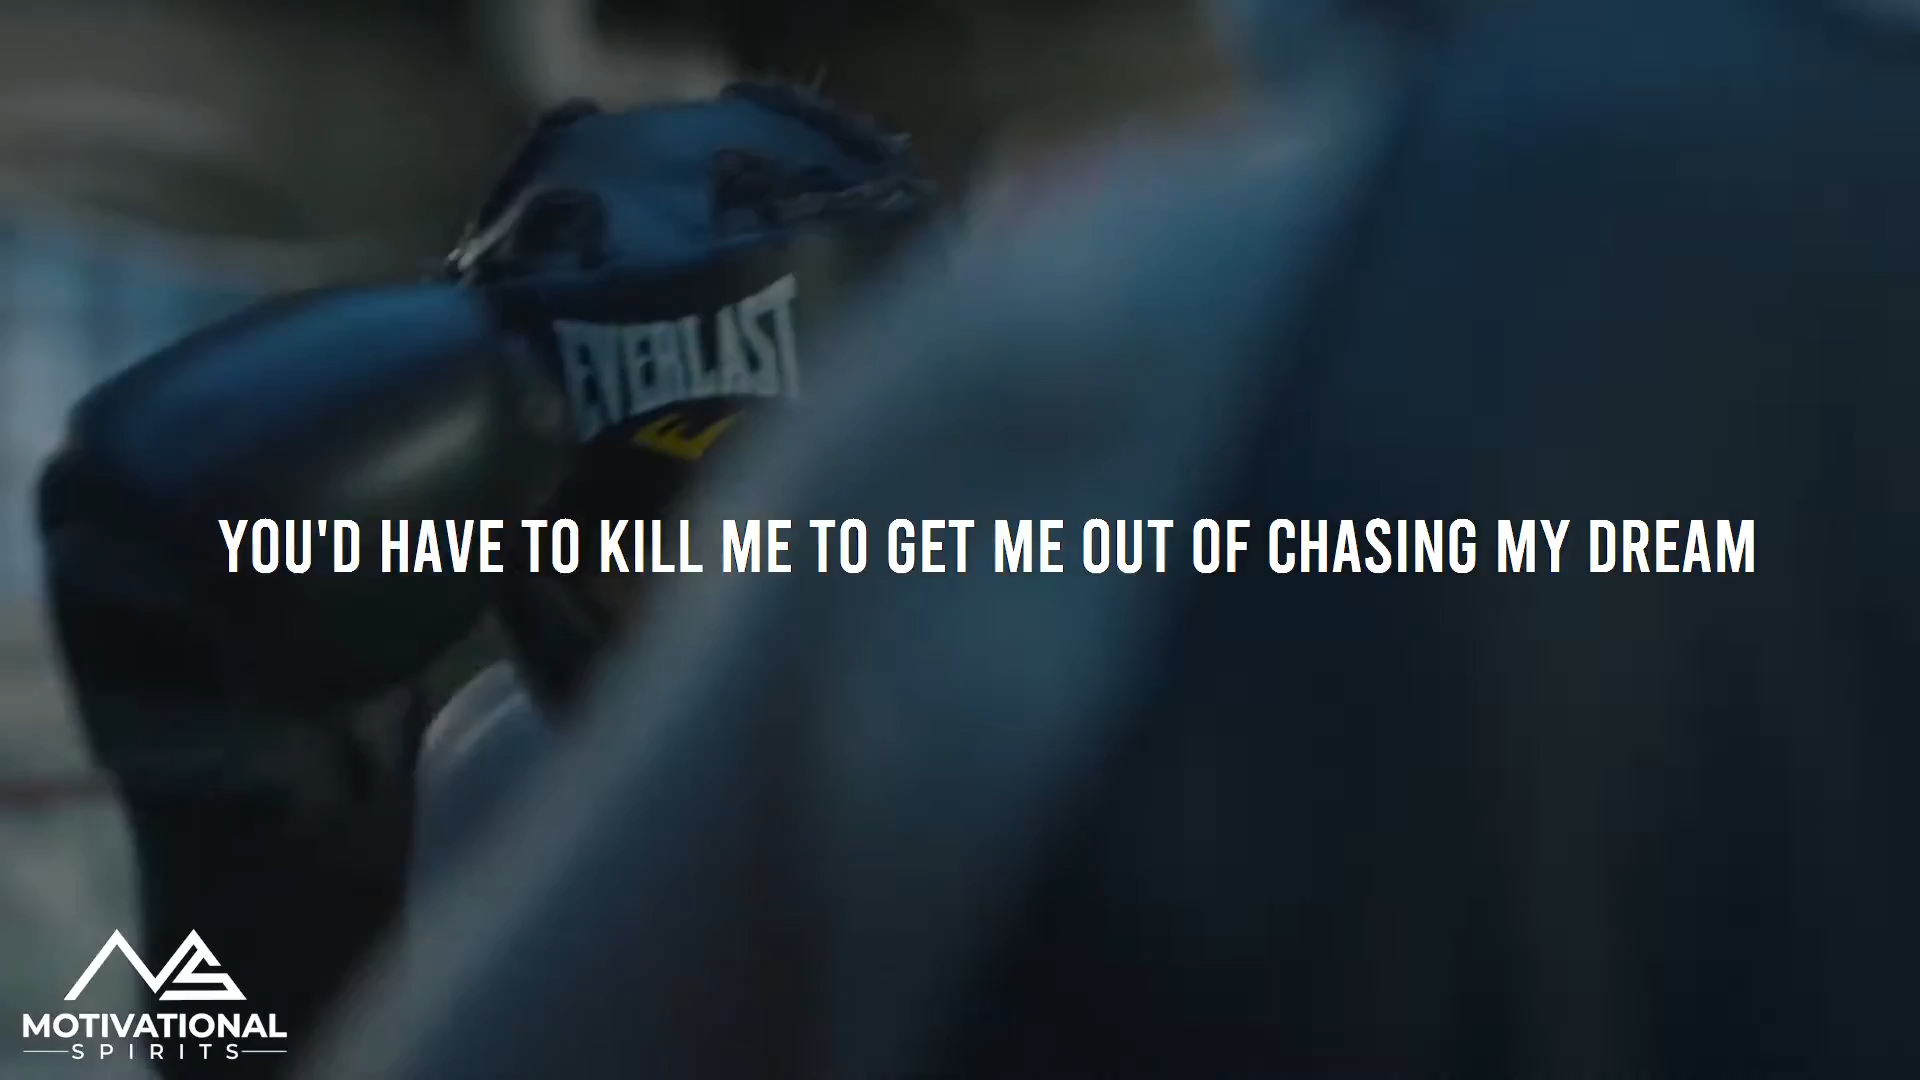 EVERLAST
YOU'D HAVE TO KILL ME TO GET ME OUT OF CHASING MY DREAM
MOTIVATIONAL
SPIRITS